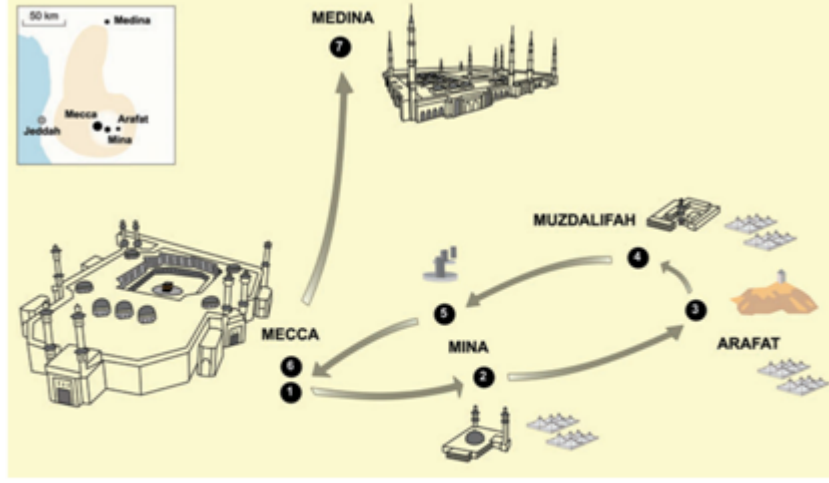 50 km
Medina
Mecca
Arafat
Jeddah
Mina
MEDINA
7
MUZDALIFAH
4
3
5
MECCA
MINA
ARAFAT
6
2
1